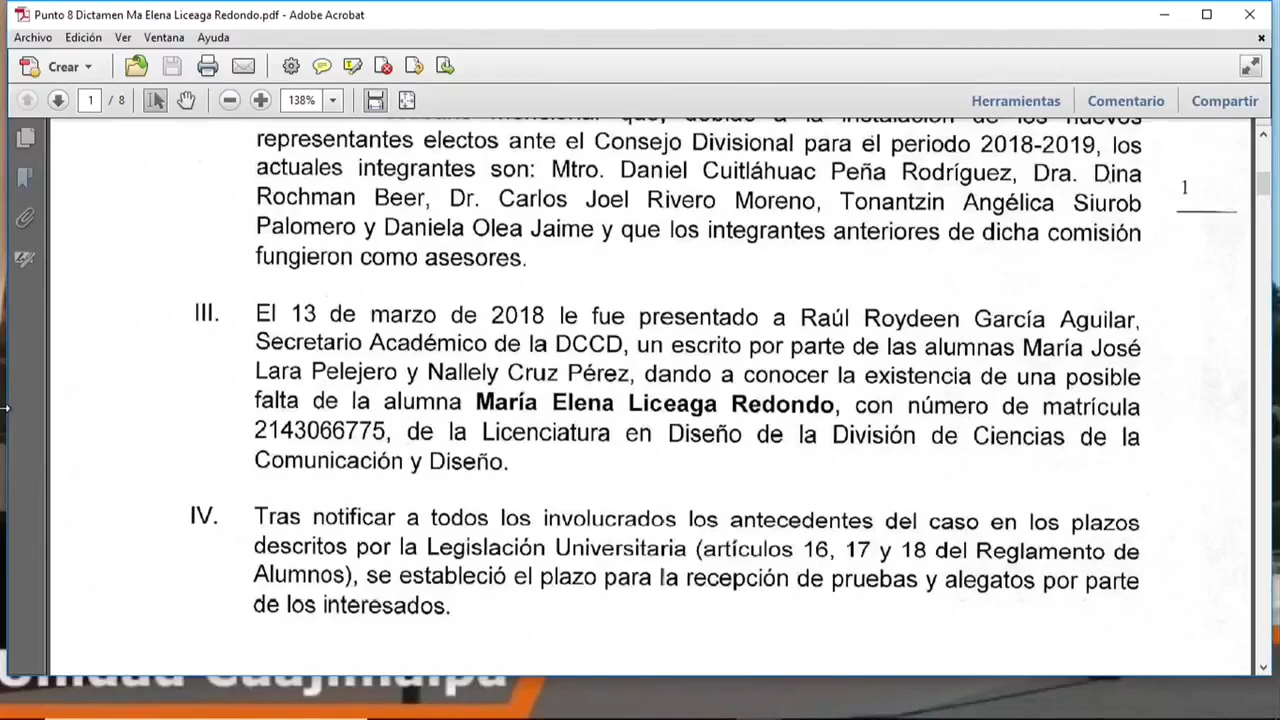 Punto 8 Dictamen Ma Elena Liceaga Redondo.pdf - Adobe Acrobat
Archivo Edición Ver Ventana Ayuda
Crear
1 / 8 138% Herramientas Comentario Compartir
que, debido a la instalación de los nuevos
representantes electos ante el Consejo Divisional para el periodo 2018-2019, los
actuales integrantes son: Mtro. Daniel Cuitláhuac Peña Rodríguez, Dra. Dina
Rochman Beer, Dr. Carlos Joel Rivero Moreno, Tonantzin Angélica Siurob
Palomero y Daniela Olea Jaime y que los integrantes anteriores de dicha comisión
fungieron como asesores.
1
III. El 13 de marzo de 2018 le fue presentado a Raúl Roydeen García Aguilar,
Secretario Académico de la DCCD, un escrito por parte de las alumnas María José
Lara Pelejero y Nallely Cruz Pérez, dando a conocer la existencia de una posible
falta de la alumna María Elena Liceaga Redondo, con número de matrícula
2143066775, de la Licenciatura en Diseño de la División de Ciencias de la
Comunicación y Diseño.
IV. Tras notificar a todos los involucrados los antecedentes del caso en los plazos
descritos por la Legislación Universitaria (artículos 16, 17 y 18 del Reglamento de
Alumnos), se estableció el plazo para la recepción de pruebas y alegatos por parte
de los interesados.
Unidad Cuajimalpa